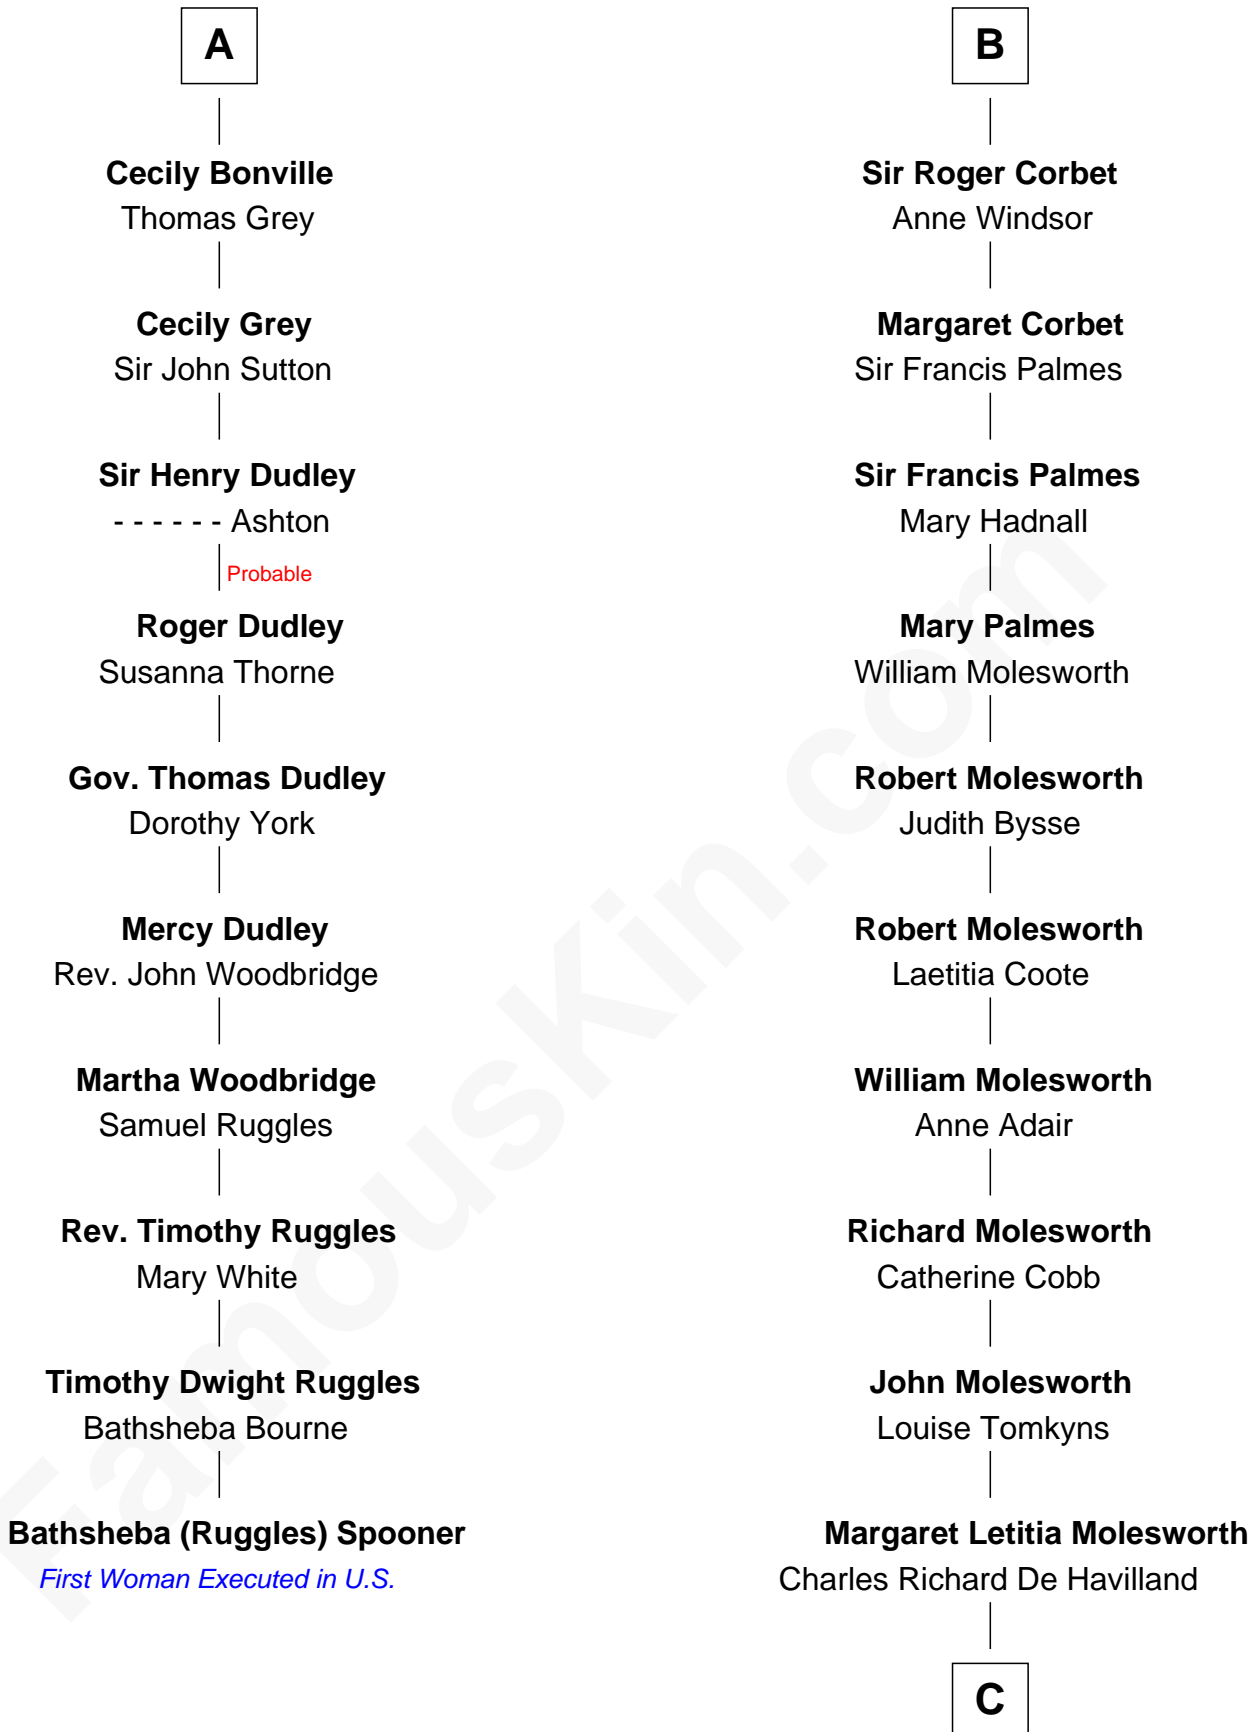 A
Cecily Bonville
Thomas Grey
Cecily Grey
Sir John Sutton
Sir Henry Dudley
- - - - - - Ashton
Probable
Roger Dudley
Susanna Thorne
Gov. Thomas Dudley
Dorothy York
Mercy Dudley
Rev. John Woodbridge
Martha Woodbridge
Samuel Ruggles
Rev. Timothy Ruggles
Mary White
Timothy Dwight Ruggles
Bathsheba Bourne
Bathsheba (Ruggles) Spooner
First Woman Executed in U.S.
B
Sir Roger Corbet
Anne Windsor
Margaret Corbet
Sir Francis Palmes
Sir Francis Palmes
Mary Hadnall
Mary Palmes
William Molesworth
Robert Molesworth
Judith Bysse
Robert Molesworth
Laetitia Coote
William Molesworth
Anne Adair
Richard Molesworth
Catherine Cobb
John Molesworth
Louise Tomkyns
Margaret Letitia Molesworth
Charles Richard De Havilland
C
FamousKin.com